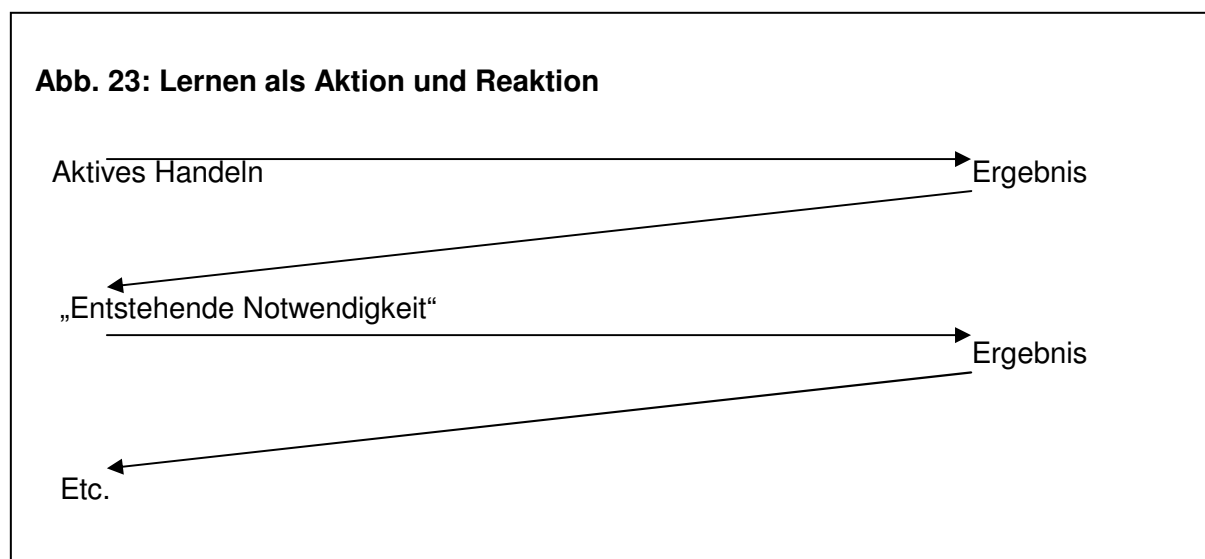 Abb. 23: Lernen als Aktion und Reaktion
Aktives Handeln
Ergebnis
„Entstehende Notwendigkeit“
Ergebnis
Etc.